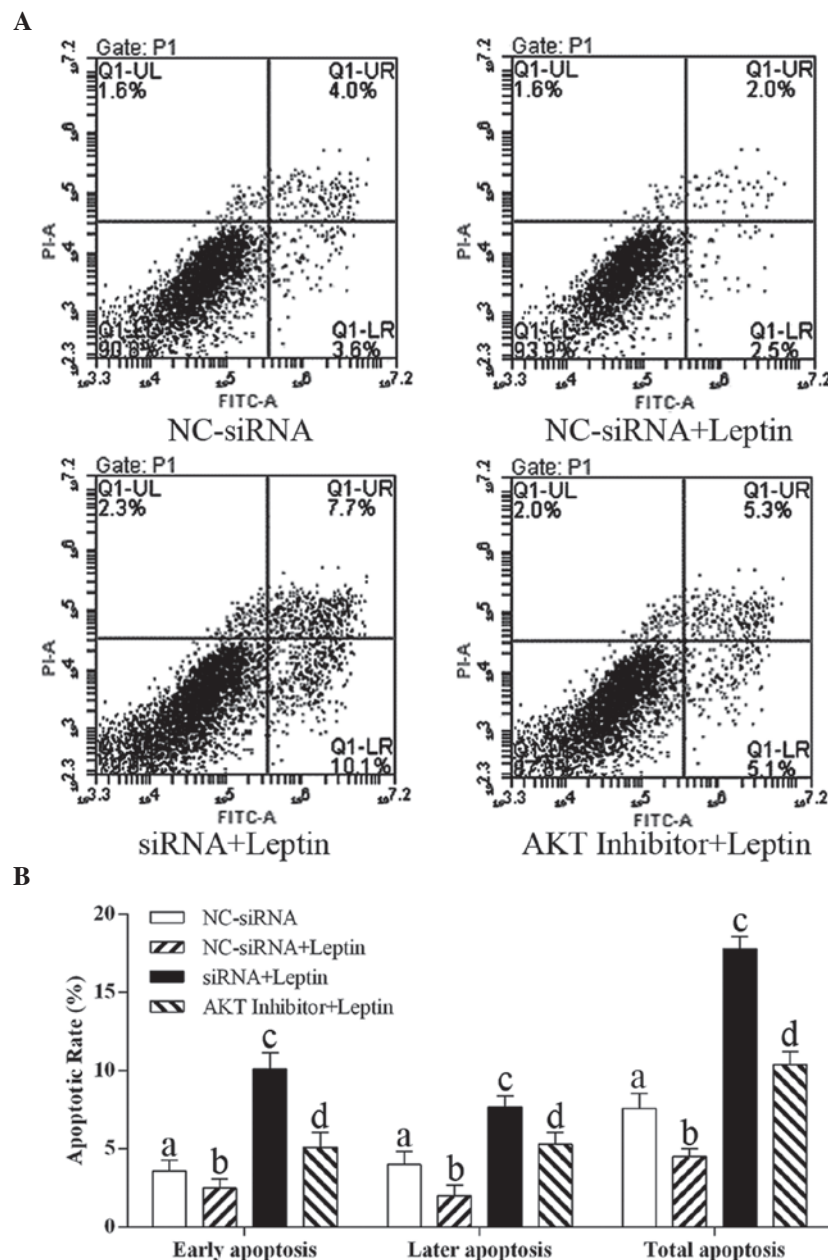 A
Gate: P1
Q1-UL
1.6%
Q1-UR
4.0%
Q1-LR
3.6%
PI-A
FITC-A
NC-siRNA
Gate: P1
Q1-UL
1.6%
Q1-UR
2.0%
93.9%
Q1-LR
2.5%
PI-A
FITC-A
NC-siRNA+Leptin
Gate: P1
Q1-UL
2.3%
Q1-UR
7.7%
Q1-LR
10.1%
PI-A
FITC-A
siRNA+Leptin
Gate: P1
Q1-UL
2.0%
Q1-UR
5.3%
Q1-LR
5.1%
PI-A
FITC-A
AKT Inhibitor+Leptin
B
Apoptotic Rate (%)
20
15
10
5
0
NC-siRNA
NC-siRNA+Leptin
siRNA+Leptin
AKT Inhibitor+Leptin
a b c d
a b c d
a b c d
Early apoptosis
Later apoptosis
Total apoptosis